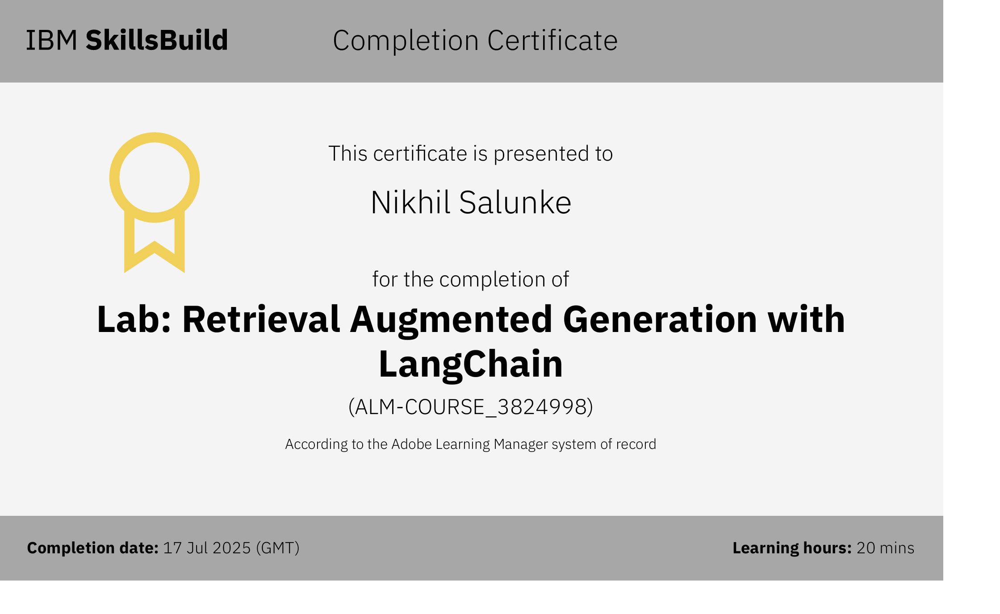 IBM SkillsBuild
Completion Certificate
This certificate is presented to
Nikhil Salunke
for the completion of
Lab: Retrieval Augmented Generation with
LangChain
(ALM-COURSE_3824998)
According to the Adobe Learning Manager system of record
Completion date: 17 Jul 2025 (GMT)
Learning hours: 20 mins